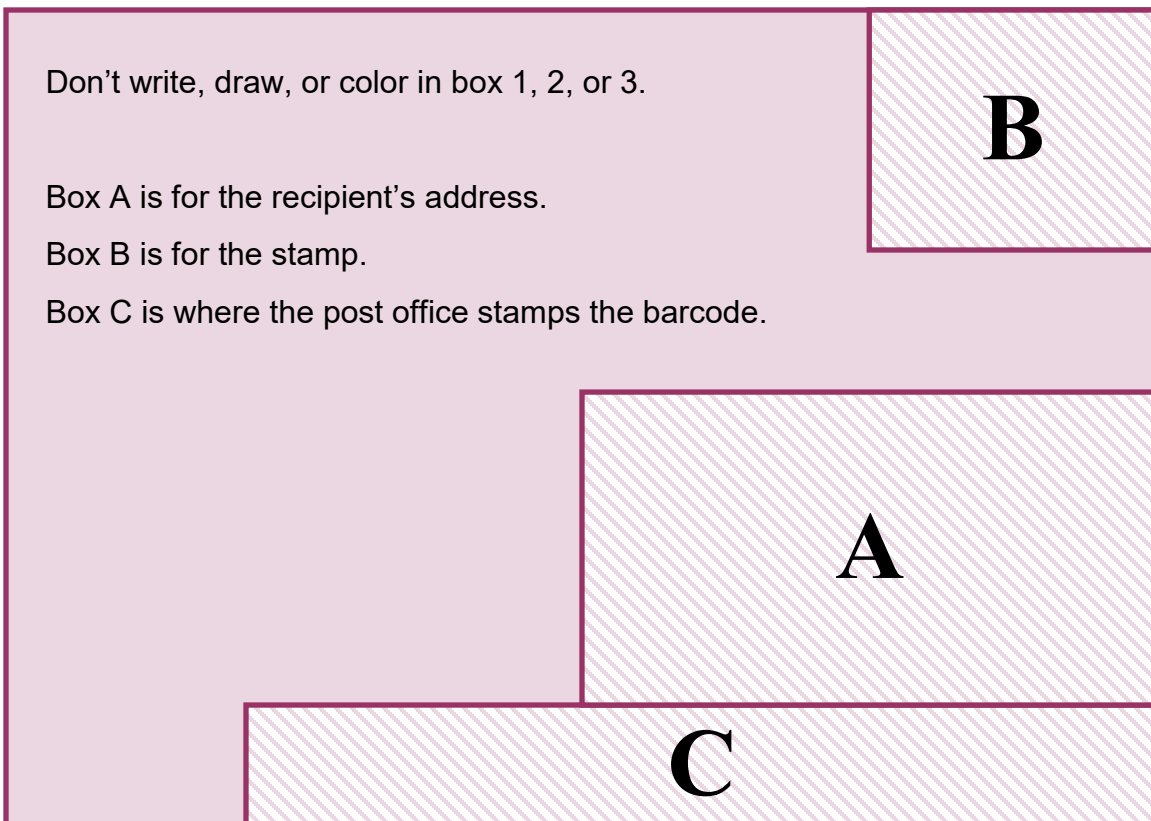 Don’t write, draw, or color in box 1, 2, or 3.
B
Box A is for the recipient’s address.
Box B is for the stamp.
Box C is where the post office stamps the barcode.
A
C